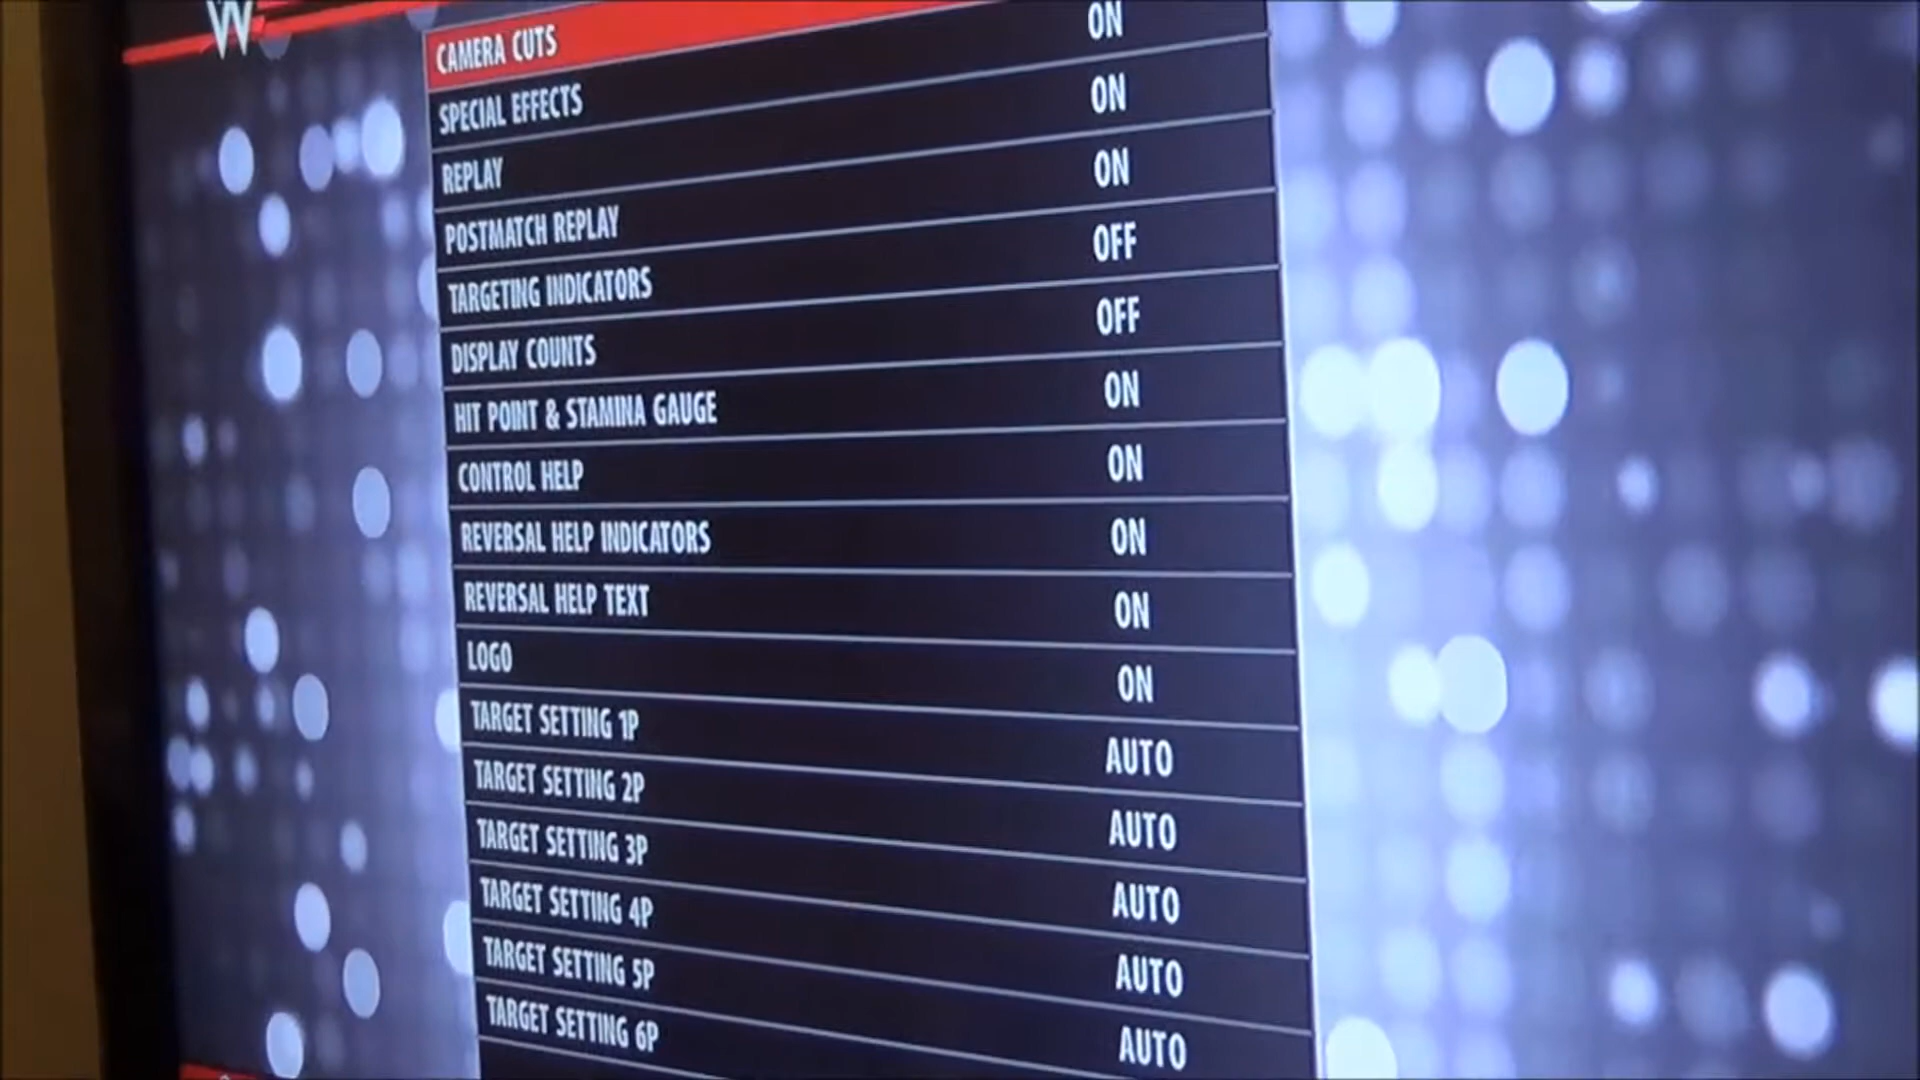 W
CAMERA CUTS
SPECIAL EFFECTS ON
REPLAY ON
POSTMATCH REPLAY ON
TARGETING INDICATORS OFF
DISPLAY COUNTS OFF
HIT POINT & STAMINA GAUGE ON
CONTROL HELP ON
REVERSAL HELP INDICATORS ON
REVERSAL HELP TEXT ON
LOGO ON
TARGET SETTING 1P AUTO
TARGET SETTING 2P AUTO
TARGET SETTING 3P AUTO
TARGET SETTING 4P AUTO
TARGET SETTING 5P AUTO
TARGET SETTING 6P